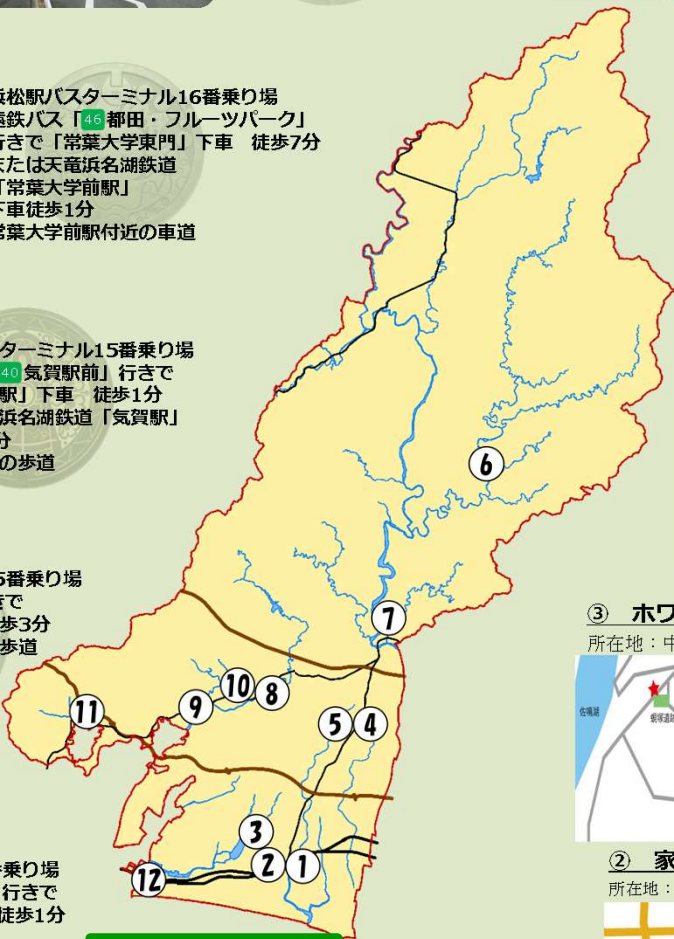 浜松駅バスターミナル16番乗り場
遠鉄バス「46 都田・フルーツパーク」
行きで「常葉大学東門」下車 徒歩7分
または天竜浜名湖鉄道
「常葉大学前駅」
下車徒歩1分
常葉大学前駅付近の車道
ターミナル15番乗り場
40 気賀駅前」行きで
駅」下車 徒歩1分
浜名湖鉄道「気賀駅」
分
の歩道
5番乗り場
きで
歩3分
歩道
番乗り場
行きで
徒歩1分
6
7
10
8
9
11
5
4
3
2
1
12
③ ホワ
所在地:中
佐鳴湖
蜆塚遺跡
② 家
所在地: